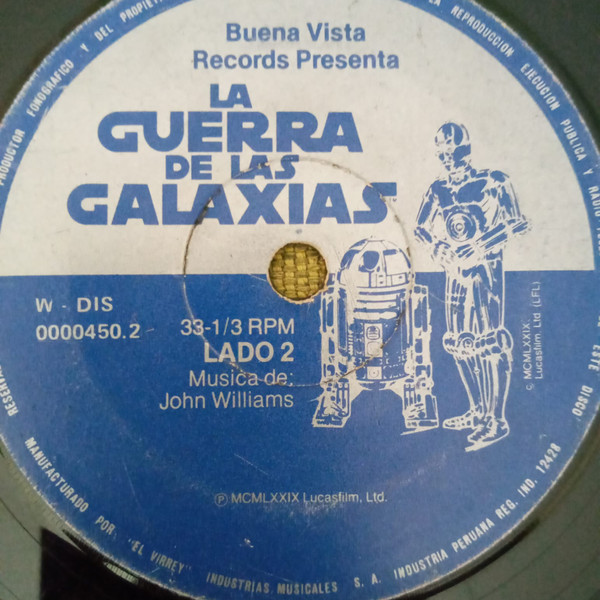 Buena Vista
Records Presenta
LA
GUERRA
DE LAS
GALAXIAS
W - DIS
0000450.2
33-1/3 RPM
LADO 2
Musica de:
John Williams
© MCMLXXIX.
Lucasfilm, Ltd (LFL)
Ⓟ MCMLXXIX Lucasfilm, Ltd.
PRODUCTOR FONOGRAFICO Y DEL
LA REPRODUCCION EJECUCION PUBLICA Y
ESTE DISCO
MANUFACTURADO POR "EL VIRREY" INDUSTRIAS MUSICALES S. A. INDUSTRIA PERUANA REG. IND. 12428